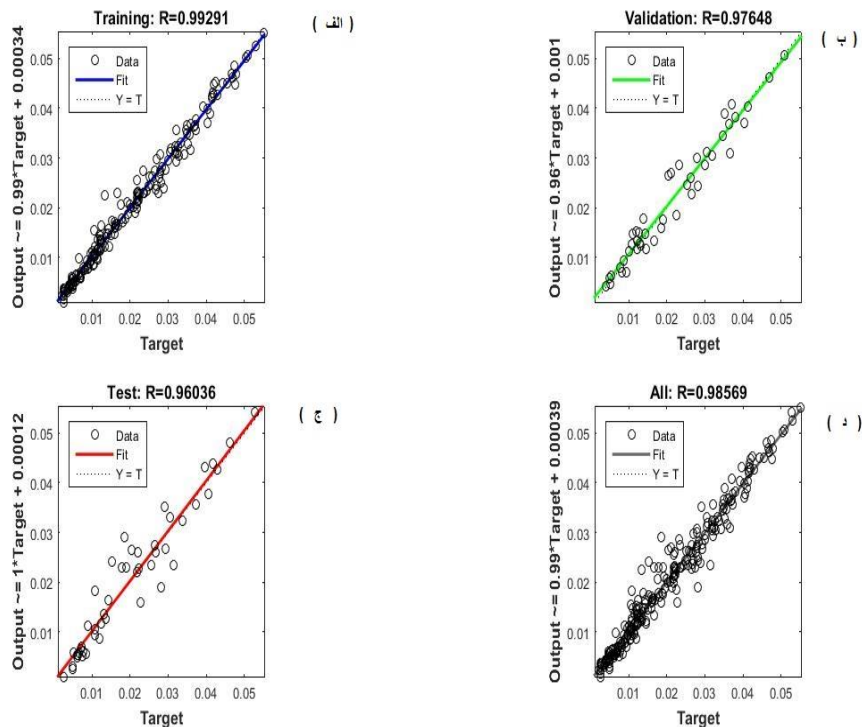 Training: R=0.99291
( الف )
Output ~= 0.99*Target + 0.00034
Data
Fit
Y = T
0.05
0.04
0.03
0.02
0.01
0.01 0.02 0.03 0.04 0.05
Target
Validation: R=0.97648
Output ~= 0.96*Target + 0.001
Data
Fit
Y = T
0.05
0.04
0.03
0.02
0.01
0.01 0.02 0.03 0.04 0.05
Target
Test: R=0.96036
( ج )
Output ~= 1*Target + 0.00012
Data
Fit
Y = T
0.05
0.04
0.03
0.02
0.01
0.01 0.02 0.03 0.04 0.05
Target
All: R=0.98569
( د )
Output ~= 0.99*Target + 0.00039
Data
Fit
Y = T
0.05
0.04
0.03
0.02
0.01
0.01 0.02 0.03 0.04 0.05
Target